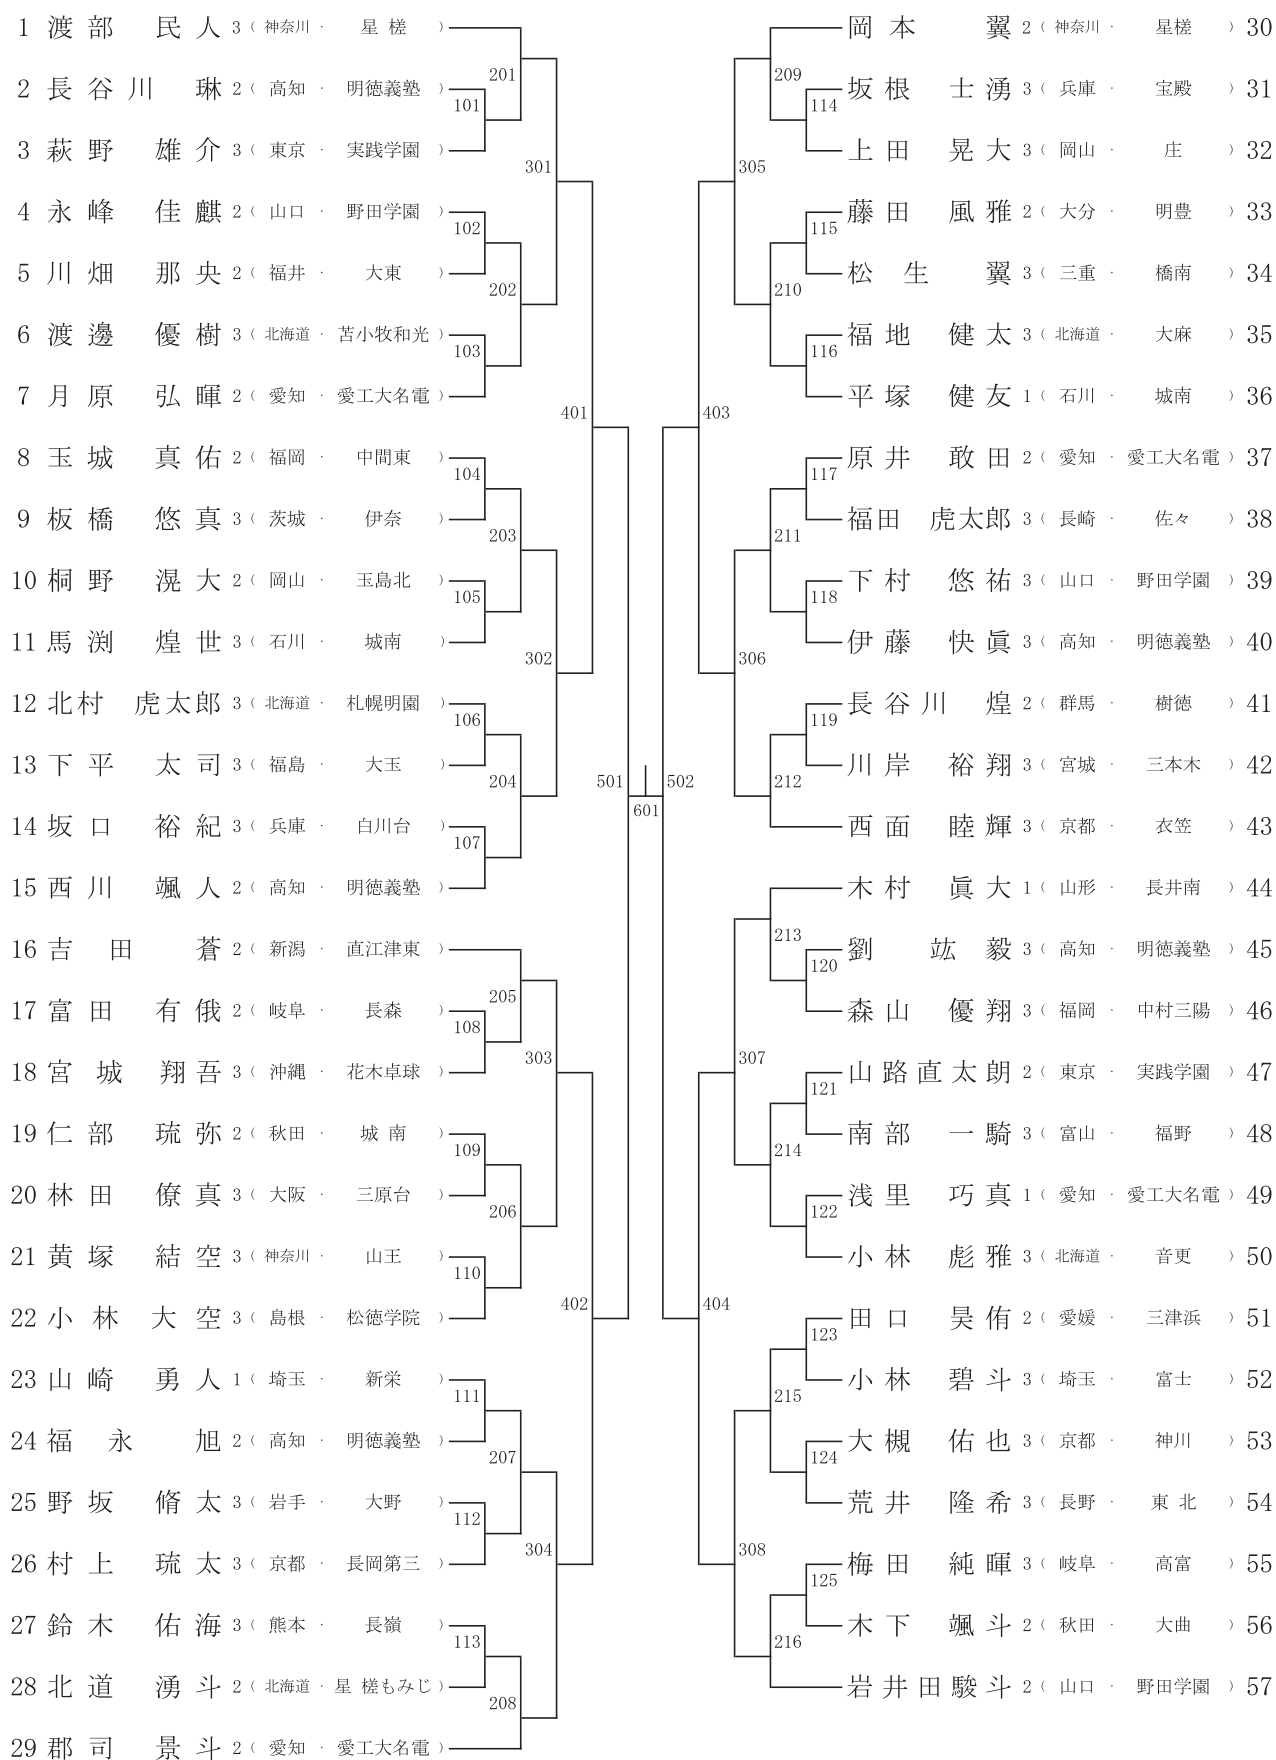 1 渡部 民人 3（神奈川・星槎）
2 長谷川 琳 2（高知・明徳義塾）
3 萩野 雄介 3（東京・実践学園）
4 永峰 佳麒 2（山口・野田学園）
5 川畑 那央 2（福井・大東）
6 渡邊 優樹 3（北海道・苫小牧和光）
7 月原 弘暉 2（愛知・愛工大名電）
8 玉城 真佑 2（福岡・中間東）
9 板橋 悠真 3（茨城・伊奈）
10 桐野 滉大 2（岡山・玉島北）
11 馬渕 煌世 3（石川・城南）
12 北村 虎太郎 3（北海道・札幌明園）
13 下平 太司 3（福島・大玉）
14 坂口 裕紀 3（兵庫・白川台）
15 西川 颯人 2（高知・明徳義塾）
16 吉田 蒼 2（新潟・直江津東）
17 富田 有俄 2（岐阜・長森）
18 宮城 翔吾 3（沖縄・花木卓球）
19 仁部 琉弥 2（秋田・城南）
20 林田 僚真 3（大阪・三原台）
21 黄塚 結空 3（神奈川・山王）
22 小林 大空 3（島根・松徳学院）
23 山崎 勇人 1（埼玉・新栄）
24 福永 旭 2（高知・明徳義塾）
25 野坂 脩太 3（岩手・大野）
26 村上 琉太 3（京都・長岡第三）
27 鈴木 佑海 3（熊本・長嶺）
28 北道 湧斗 2（北海道・星槎もみじ）
29 郡司 景斗 2（愛知・愛工大名電）
101
102
103
104
105
106
107
108
109
110
111
112
113
201
202
203
204
205
206
207
208
301
302
303
304
401
402
501
601
502
403
404
305
306
307
308
209
210
211
212
213
214
215
216
114
115
116
117
118
119
120
121
122
123
124
125
岡本 翼 2（神奈川・星槎）30
坂根 士湧 3（兵庫・宝殿）31
上田 晃大 3（岡山・庄）32
藤田 風雅 2（大分・明豊）33
松生 翼 3（三重・橋南）34
福地 健太 3（北海道・大麻）35
平塚 健友 1（石川・城南）36
原井 敢田 2（愛知・愛工大名電）37
福田 虎太郎 3（長崎・佐々）38
下村 悠祐 3（山口・野田学園）39
伊藤 快眞 3（高知・明徳義塾）40
長谷川 煌 2（群馬・樹徳）41
川岸 裕翔 3（宮城・三本木）42
西面 睦輝 3（京都・衣笠）43
木村 眞大 1（山形・長井南）44
劉 竑毅 3（高知・明徳義塾）45
森山 優翔 3（福岡・中村三陽）46
山路直太朗 2（東京・実践学園）47
南部 一騎 3（富山・福野）48
浅里 巧真 1（愛知・愛工大名電）49
小林 彪雅 3（北海道・音更）50
田口 昊侑 2（愛媛・三津浜）51
小林 碧斗 3（埼玉・富士）52
大槻 佑也 3（京都・神川）53
荒井 隆希 3（長野・東北）54
梅田 純暉 3（岐阜・高富）55
木下 颯斗 2（秋田・大曲）56
岩井田駿斗 2（山口・野田学園）57